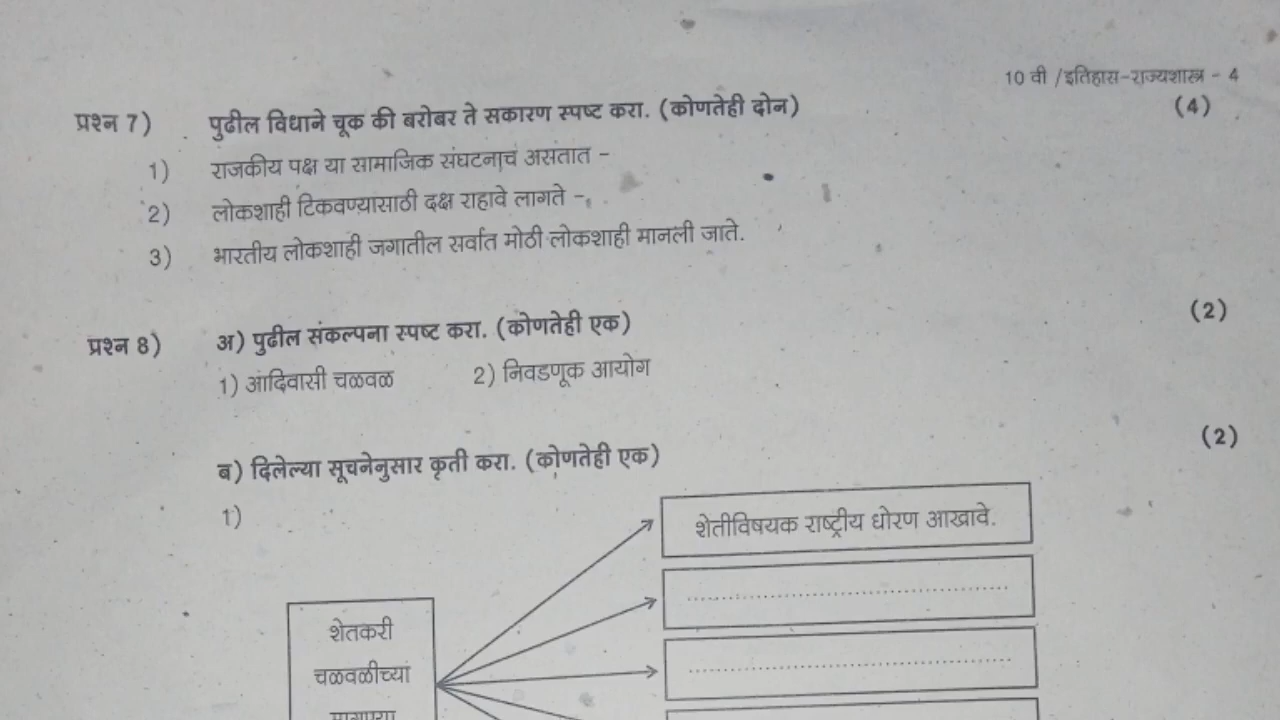 10 वी /इतिहास-राज्यशास्त्र - 4
प्रश्न 7) पुढील विधाने चूक की बरोबर ते सकारण स्पष्ट करा. (कोणतेही दोन) (4)
1) राजकीय पक्ष या सामाजिक संघटनाच असतात -
2) लोकशाही टिकवण्यासाठी दक्ष राहावे लागते -
3) भारतीय लोकशाही जगातील सर्वात मोठी लोकशाही मानली जाते.
प्रश्न 8) अ) पुढील संकल्पना स्पष्ट करा. (कोणतेही एक) (2)
1) आदिवासी चळवळ 2) निवडणूक आयोग
ब) दिलेल्या सूचनेनुसार कृती करा. (कोणतेही एक) (2)
1)
शेतीविषयक राष्ट्रीय धोरण आखावे.
शेतकरी
चळवळीच्या